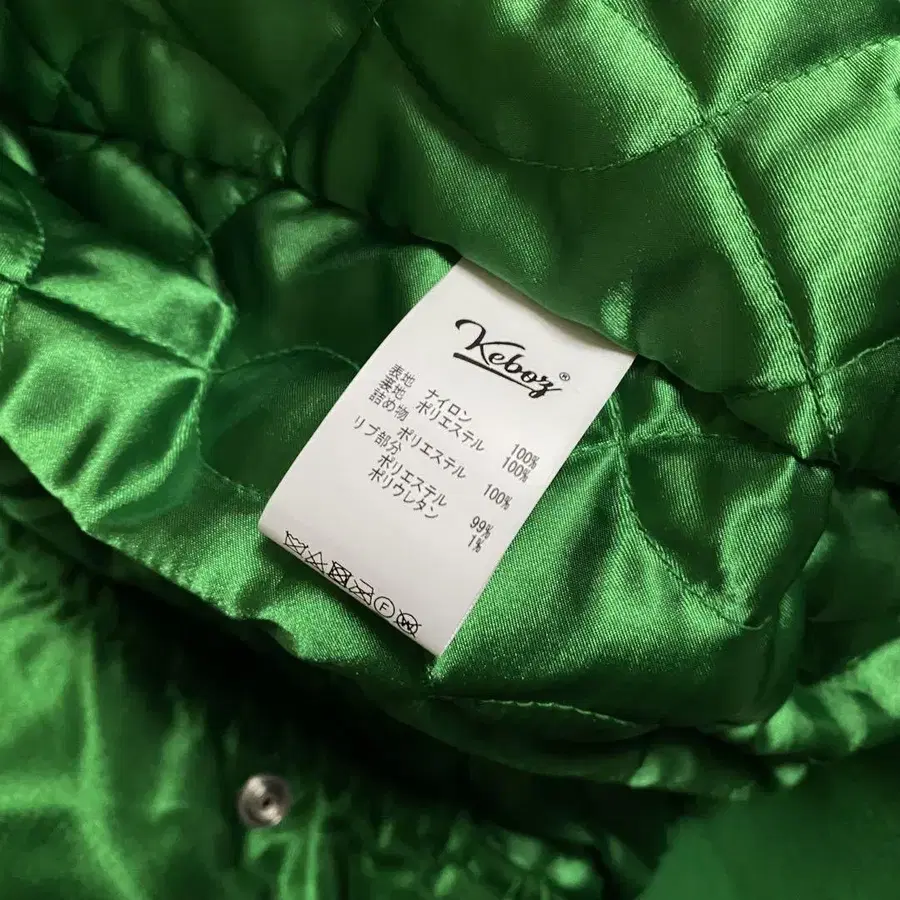 Keboz®
表地 ナイロン 100%
裏地 ポリエステル 100%
詰め物
ポリエステル 100%
リブ部分
ポリエステル 99%
ポリウレタン 1%
F W